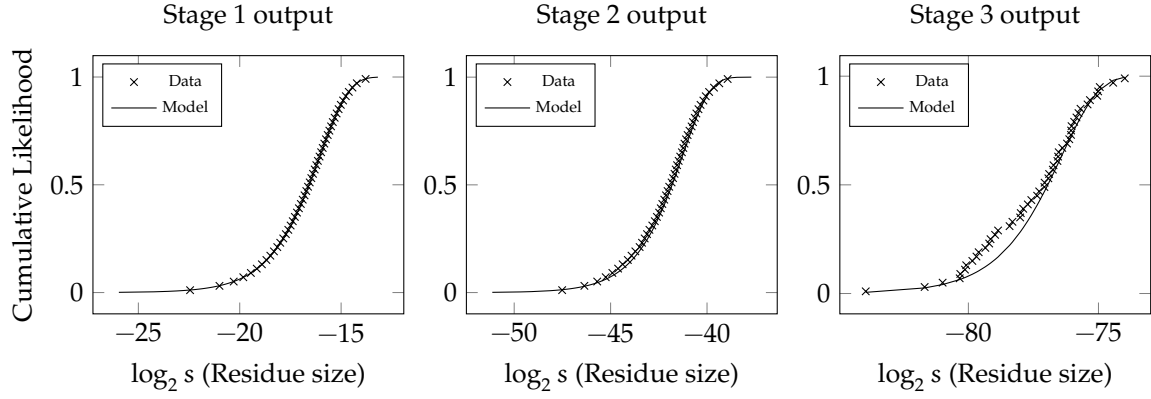 Stage 1 output
Stage 2 output
Stage 3 output
Cumulative Likelihood
1
0.5
0
Data
Model
−25
−20
−15
log₂ s (Residue size)
1
0.5
0
Data
Model
−50
−45
−40
log₂ s (Residue size)
1
0.5
0
Data
Model
−80
−75
log₂ s (Residue size)